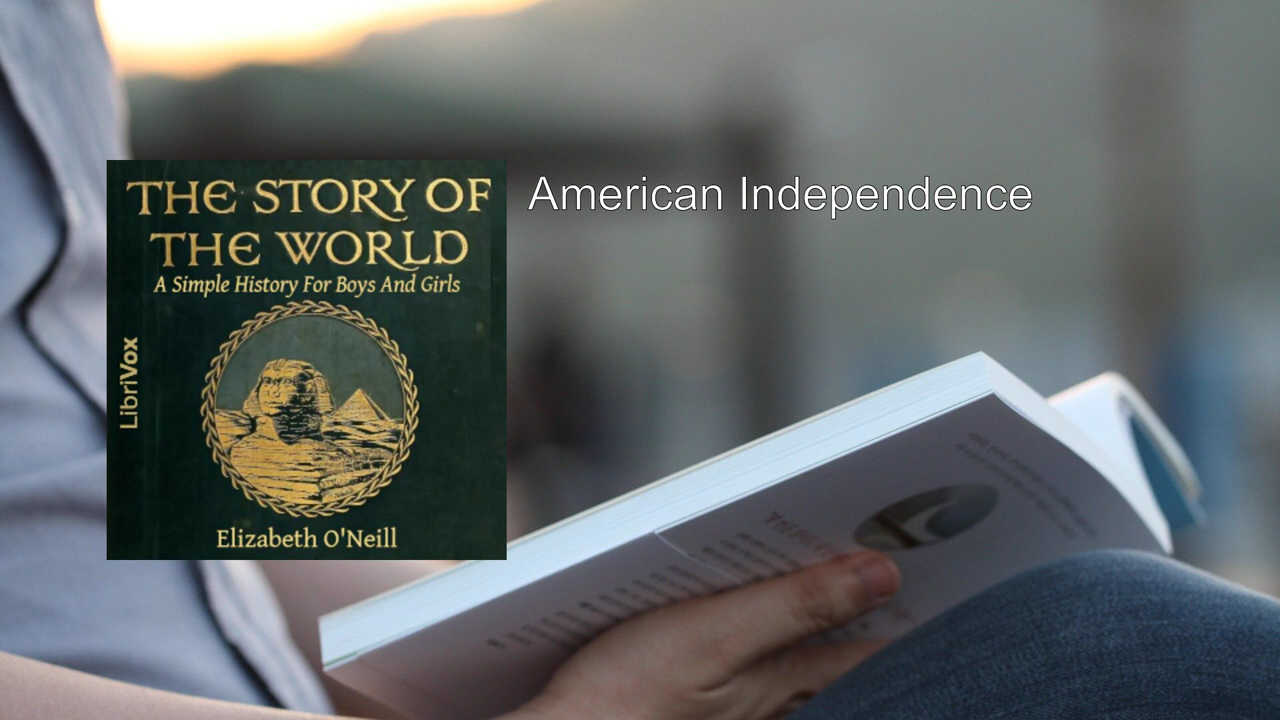 THE STORY OF
THE WORLD
A Simple History For Boys And Girls
LibriVox
Elizabeth O'Neill
American Independence